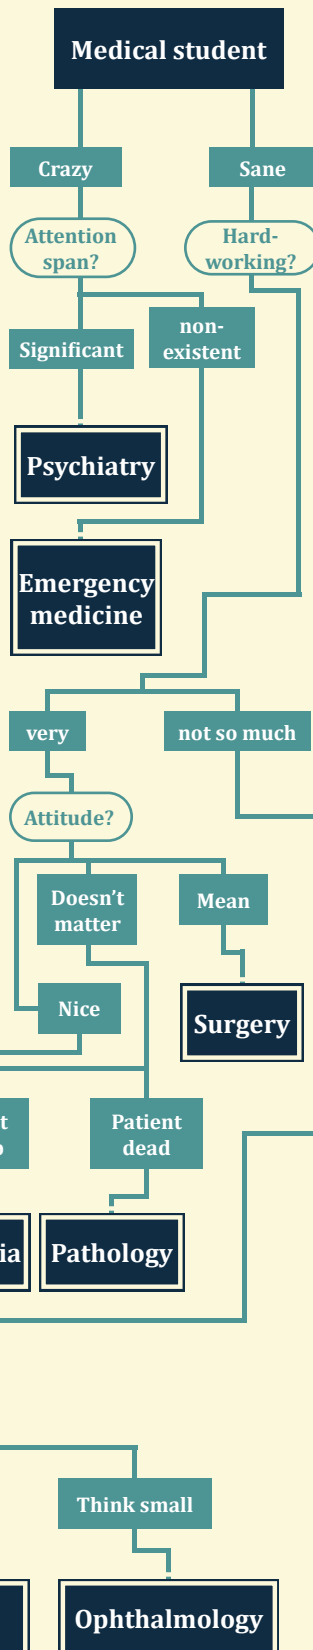 Medical student
Crazy
Sane
Attention
span?
Hard-
working?
Significant
non-
existent
Psychiatry
Emergency
medicine
very
not so much
Attitude?
Doesn't
matter
Mean
Nice
Surgery
Patient
dead
Pathology
Think small
Ophthalmology